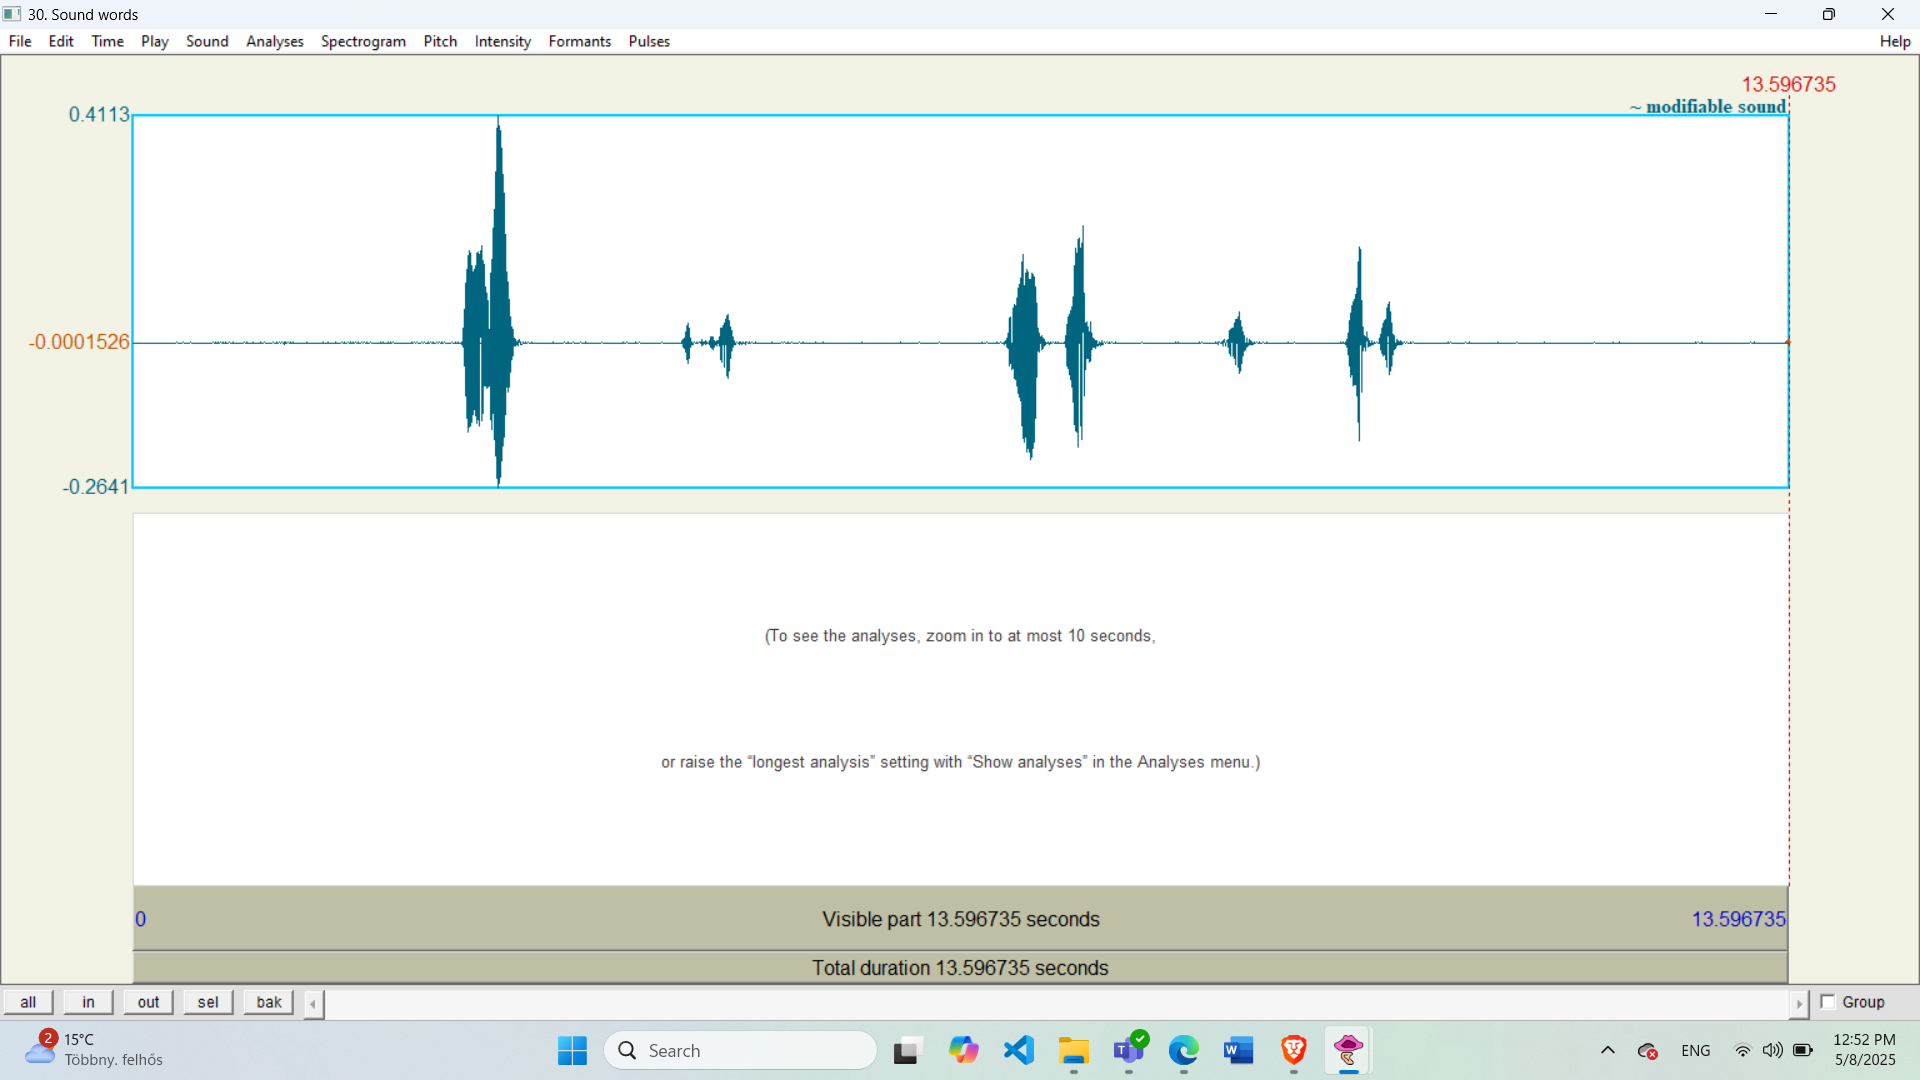 30. Sound words
File Edit Time Play Sound Analyses Spectrogram Pitch Intensity Formants Pulses Help
13.596735
~ modifiable sound
0.4113
-0.0001526
-0.2641
(To see the analyses, zoom in to at most 10 seconds,
or raise the “longest analysis” setting with “Show analyses” in the Analyses menu.)
0 Visible part 13.596735 seconds 13.596735
Total duration 13.596735 seconds
all in out sel bak Group
2 15°C
Többny. felhős
Search
ENG
12:52 PM
5/8/2025